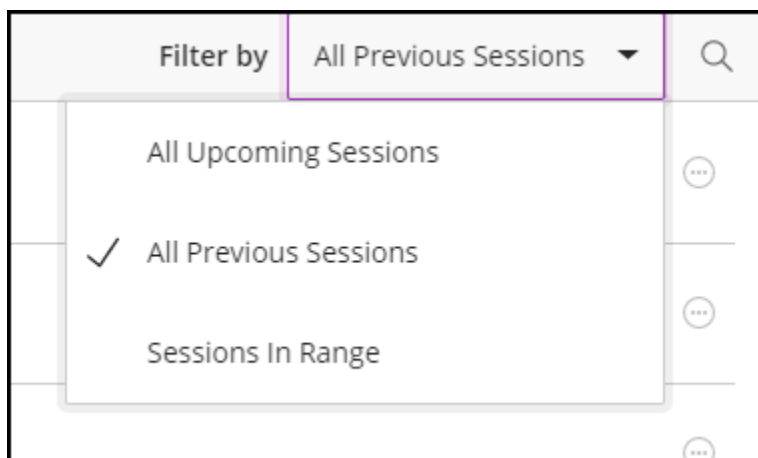 Filter by All Previous Sessions
All Upcoming Sessions
All Previous Sessions
Sessions In Range